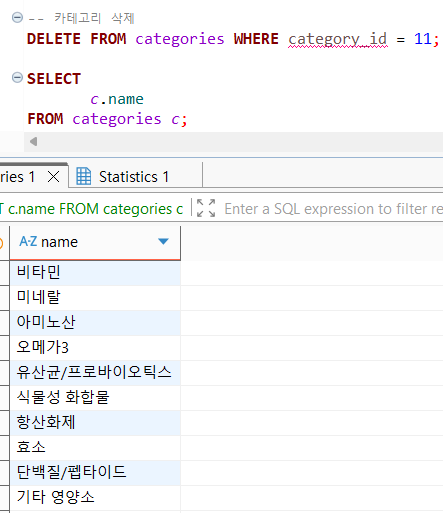 -- 카테고리 삭제
DELETE FROM categories WHERE category_id = 11;
SELECT
c.name
FROM categories c;
ries 1
Statistics 1
T c.name FROM categories c
Enter a SQL expression to filter re
A-Z name
비타민
미네랄
아미노산
오메가3
유산균/프로바이오틱스
식물성 화합물
항산화제
효소
단백질/펩타이드
기타 영양소